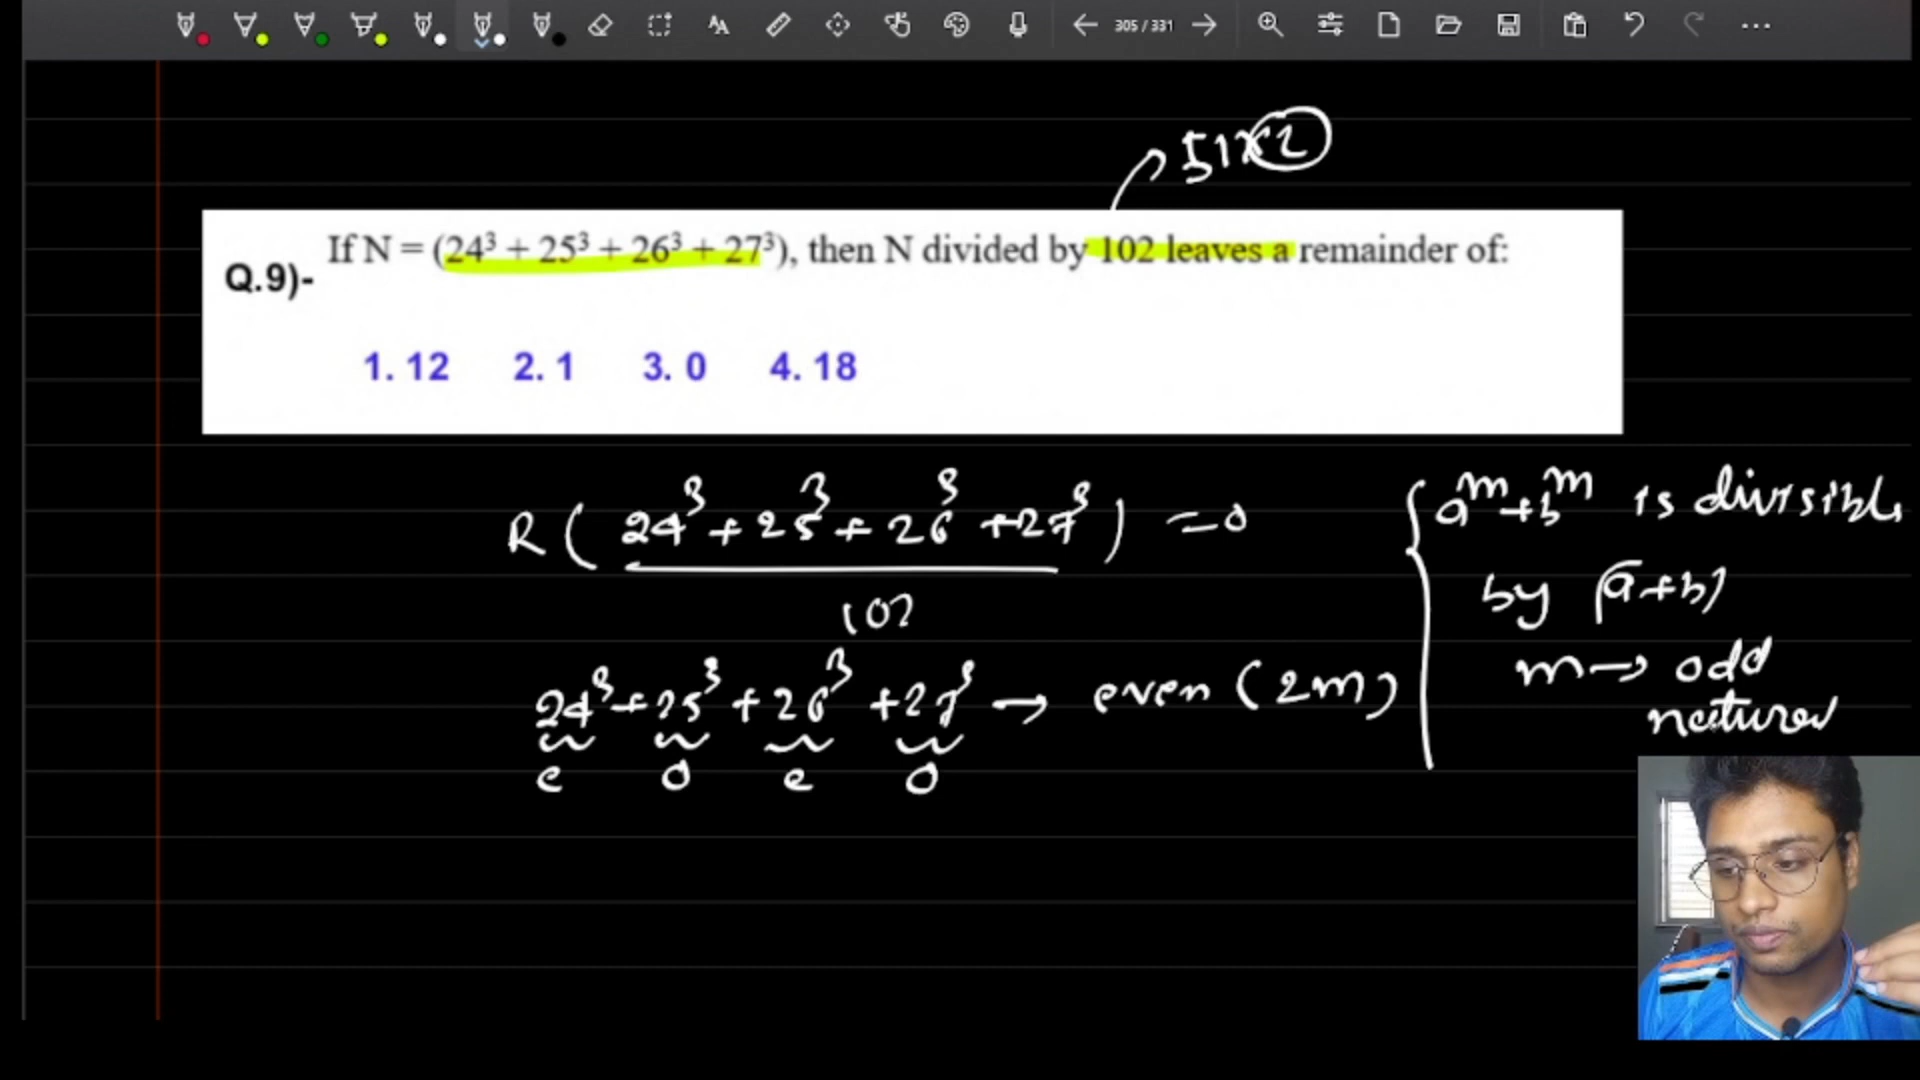 305 / 331
51×2
If N = (24³ + 25³ + 26³ + 27³), then N divided by 102 leaves a remainder of:
Q.9)-
1. 12 2. 1 3. 0 4. 18
R ( 24³ + 25³ + 26³ + 27³ ) = 0
102
24³ + 25³ + 26³ + 27³ → even (2m)
e o e o
aᵐ + bᵐ is divisible
by (a+b)
m → odd
natural